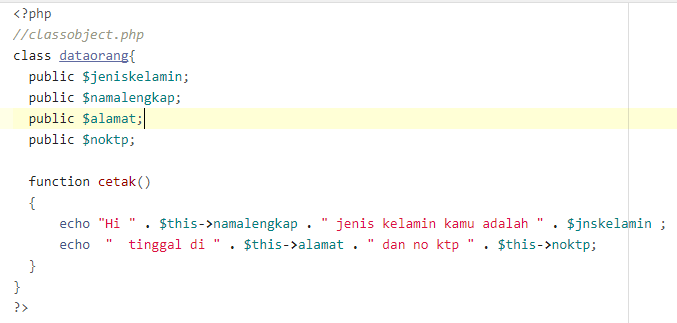 <?php
//classobject.php
class dataorang{
  public $jeniskelamin;
  public $namalengkap;
  public $alamat;
  public $noktp;

  function cetak()
  {
      echo "Hi " . $this->namalengkap . " jenis kelamin kamu adalah " . $jnskelamin ;
      echo  "  tinggal di " . $this->alamat . " dan no ktp " . $this->noktp;
  }
}
?>